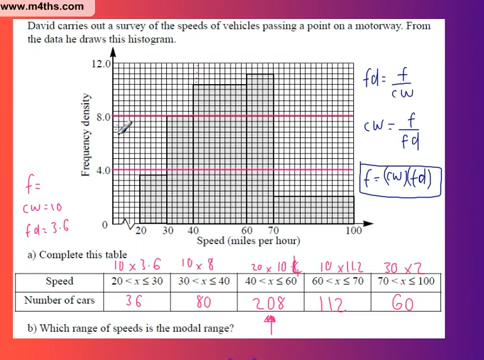 www.m4ths.com
David carries out a survey of the speeds of vehicles passing a point on a motorway. From
the data he draws this histogram.
12.0
8.0
4.0
0
Frequency density
20 30 40 60 70 100
Speed (miles per hour)
fd = f/cw
cw = f/fd
f = (cw)(fd)
f =
cw = 10
fd = 3.6
a) Complete this table
10 x 3.6 10 x 8 20 x 10.4 10 x 11.2 30 x 2
Speed 20 < x ≤ 30 30 < x ≤ 40 40 < x ≤ 60 60 < x ≤ 70 70 < x ≤ 100
Number of cars 36 80 208 112 60
b) Which range of speeds is the modal range?